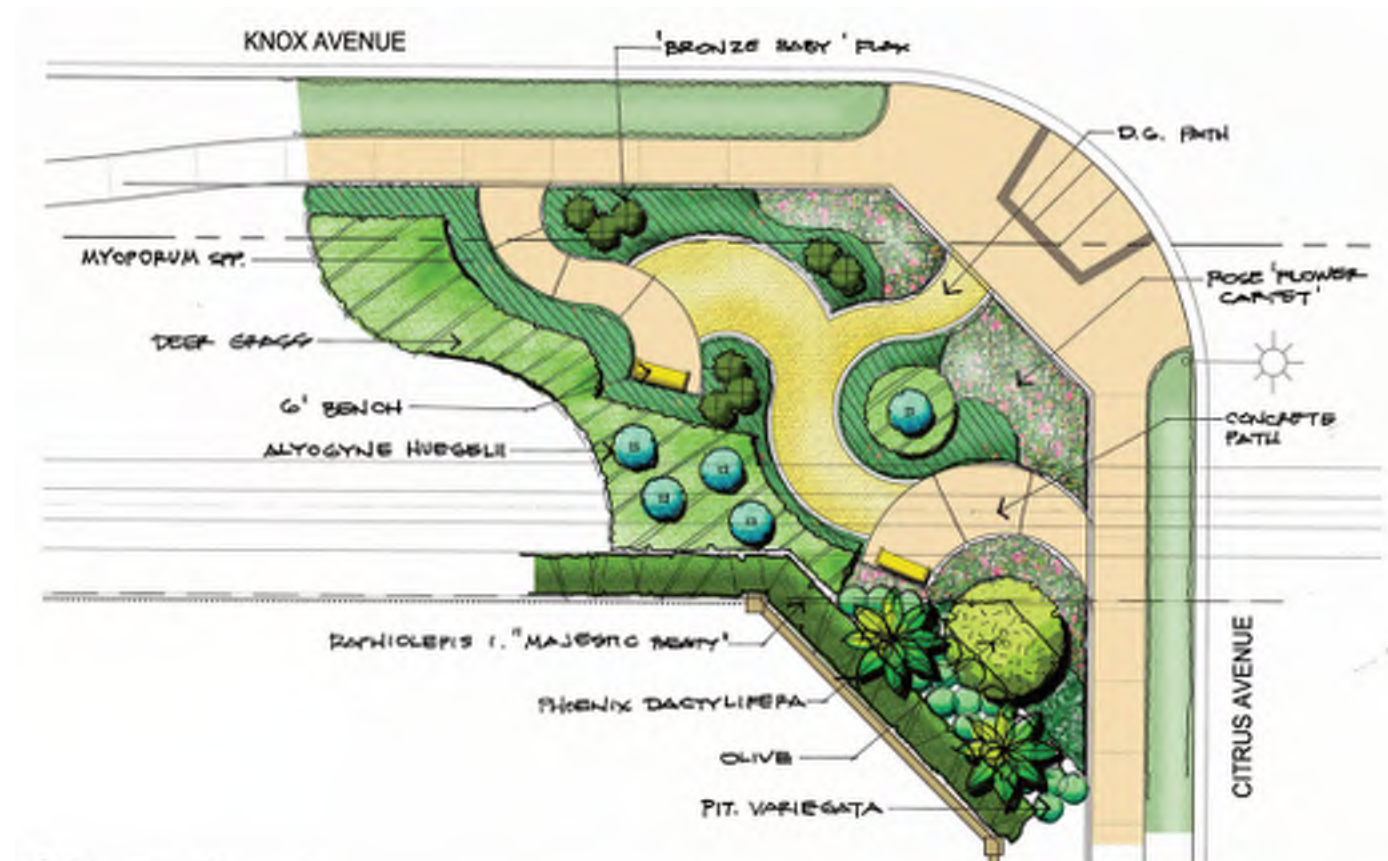 KNOX AVENUE
'BRONZE BABY' FLAX
D.G. PATH
MYOPORUM SPP.
ROSE 'FLOWER
CARPET'
DEER GRASS
6' BENCH
CONCRETE
PATH
ALYOGYNE HUEGELII
RAPHIOLEPIS I. "MAJESTIC BEATY"
PHOENIX DACTYLIFERA
OLIVE
PIT. VARIEGATA
CITRUS AVENUE